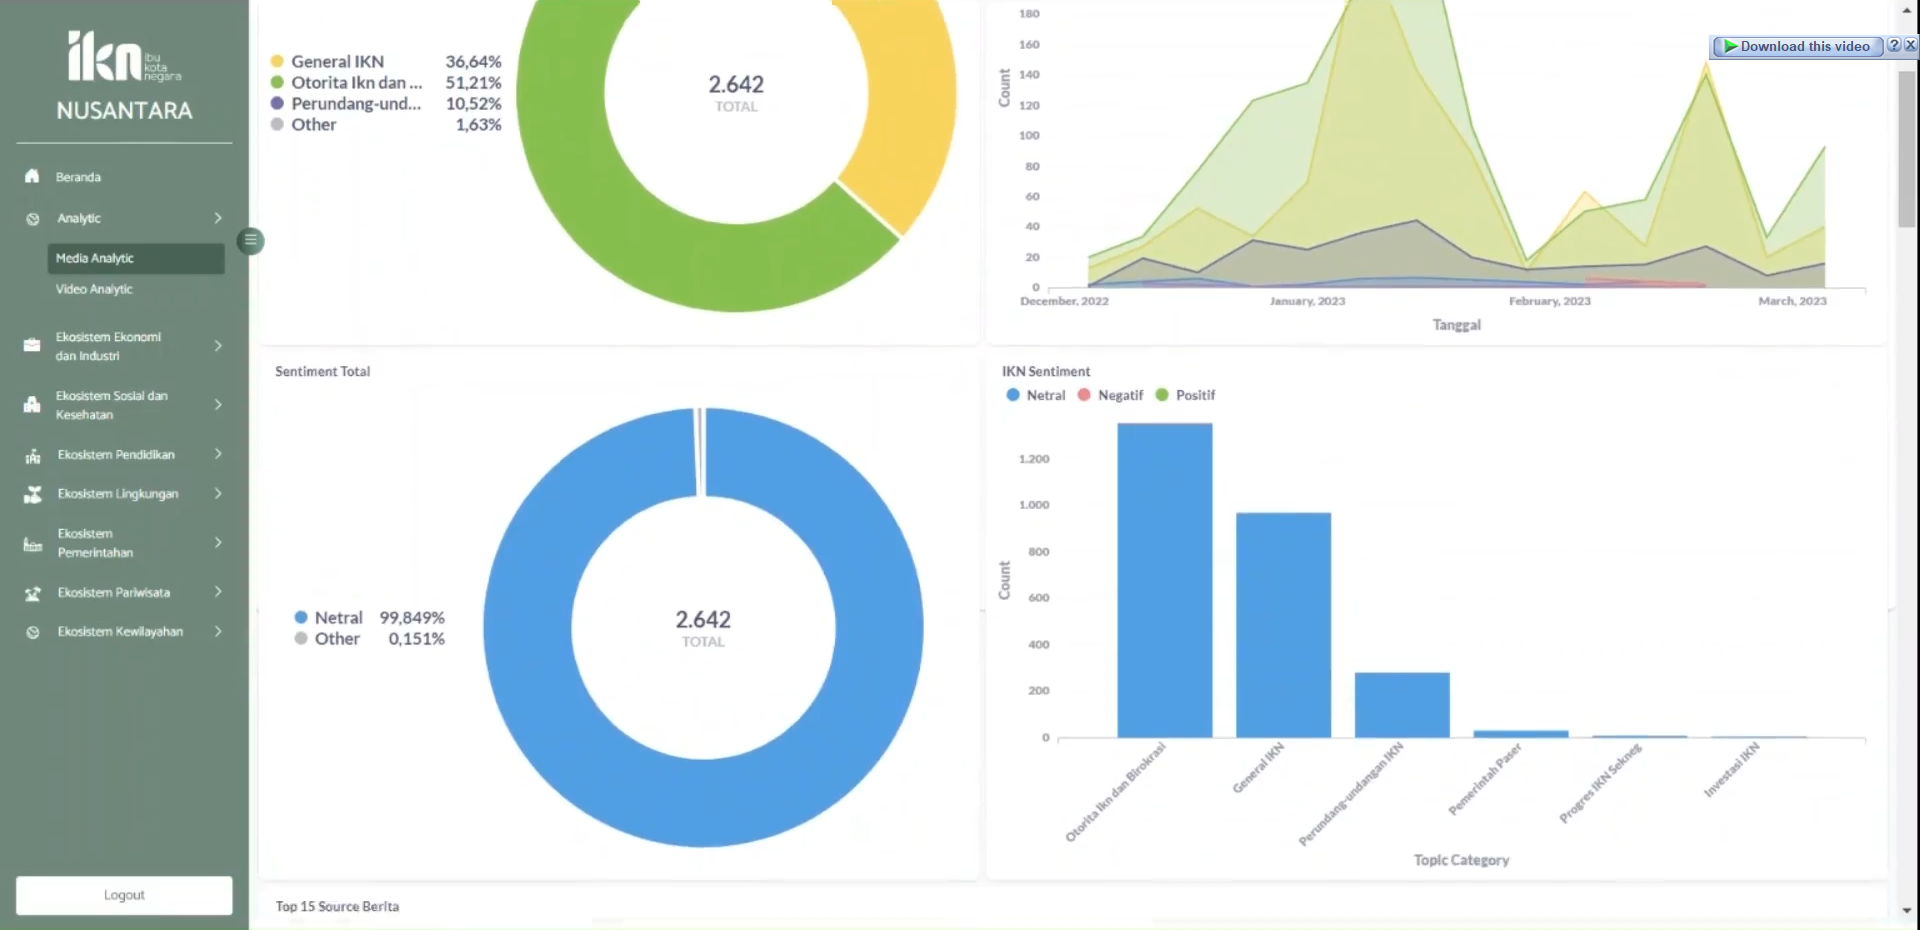 ikn ibu kota negara
NUSANTARA
Beranda
Analytic
Media Analytic
Video Analytic
Ekosistem Ekonomi
dan Industri
Ekosistem Sosial dan
Kesehatan
Ekosistem Pendidikan
Ekosistem Lingkungan
Ekosistem
Pemerintahan
Ekosistem Pariwisata
Ekosistem Kewilayahan
Logout
General IKN 36,64%
Otorita Ikn dan ... 51,21%
Perundang-und... 10,52%
Other 1,63%
2.642
TOTAL
Count
180
160
140
120
100
80
60
40
20
0
December, 2022 January, 2023 February, 2023 March, 2023
Tanggal
Download this video ? X
Sentiment Total
Netral 99,849%
Other 0,151%
2.642
TOTAL
IKN Sentiment
Netral Negatif Positif
Count
1.200
1.000
800
600
400
200
0
Otorita Ikn dan Birokrasi
General IKN
Perundang-undangan IKN
Pemerintah Paser
Progres IKN Sekneg
Investasi IKN
Topic Category
Top 15 Source Berita